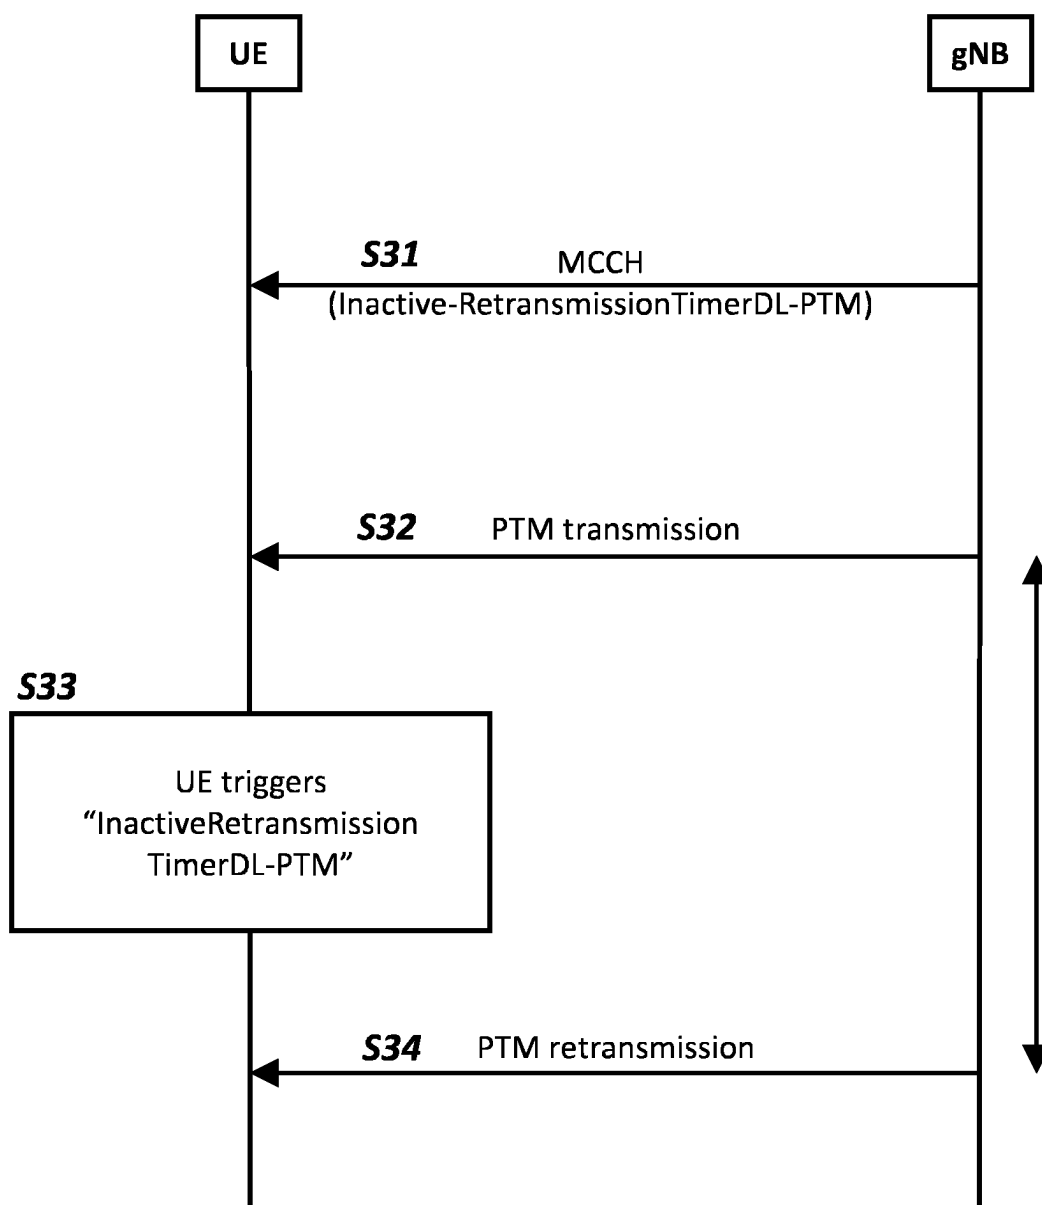 UE
gNB
S31
MCCH
(Inactive-RetransmissionTimerDL-PTM)
S32
PTM transmission
S33
UE triggers
“InactiveRetransmission
TimerDL-PTM”
S34
PTM retransmission